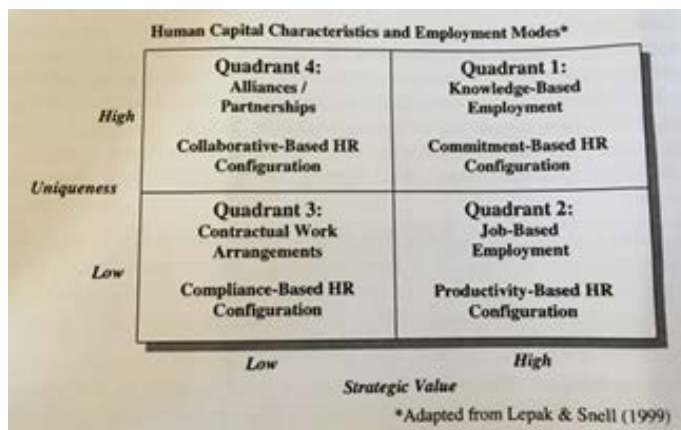 Human Capital Characteristics and Employment Modes*
Quadrant 4:
Alliances /
Partnerships
Collaborative-Based HR
Configuration
Quadrant 1:
Knowledge-Based
Employment
Commitment-Based HR
Configuration
High
Uniqueness
Quadrant 3:
Contractual Work
Arrangements
Compliance-Based HR
Configuration
Quadrant 2:
Job-Based
Employment
Productivity-Based HR
Configuration
Low
Low
High
Strategic Value
*Adapted from Lepak & Snell (1999)